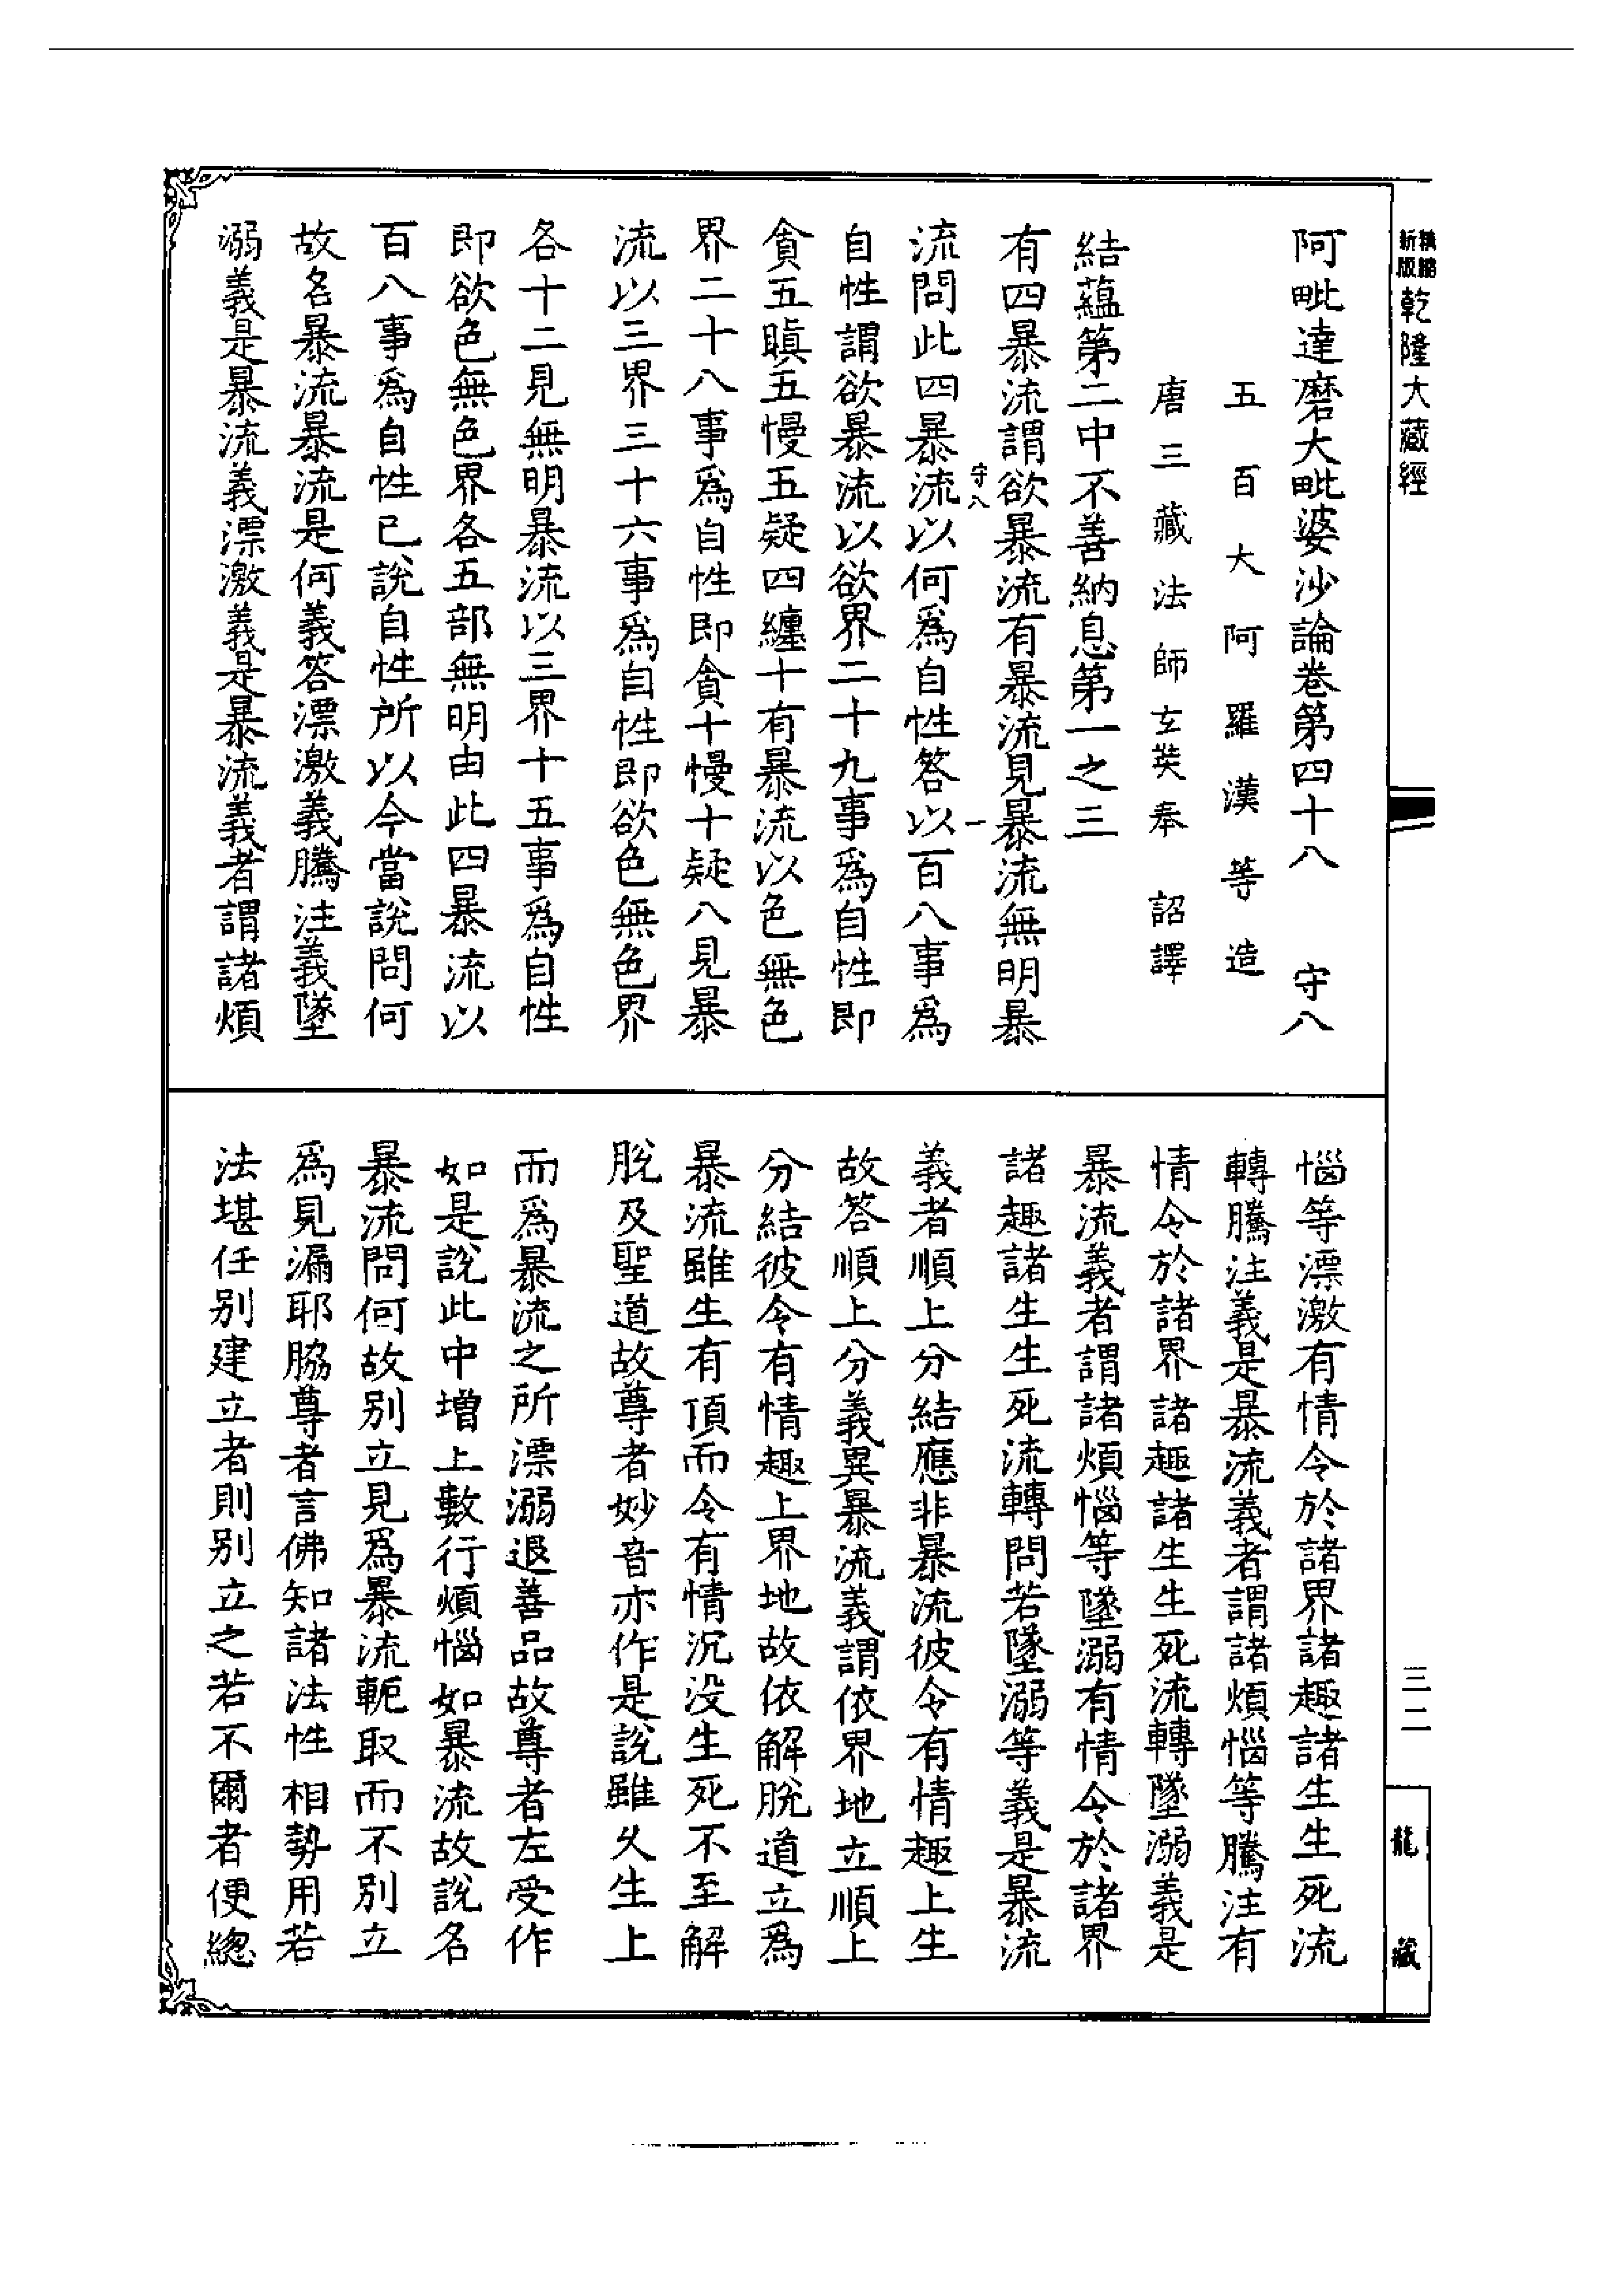 新版精縮乾隆大藏經
三二
龍藏
阿毗達磨大毗婆沙論卷第四十八　守八
五百大阿羅漢等造
唐三藏法師玄奘奉　詔譯
結蘊第二中不善納息第一之三
有四暴流謂欲暴流有暴流見暴流無明暴
守八　一
流問此四暴流以何爲自性答以百八事爲
自性謂欲暴流以欲界二十九事爲自性即
貪五瞋五慢五疑四纏十有暴流以色無色
界二十八事爲自性即貪十慢十疑八見暴
流以三界三十六事爲自性即欲色無色界
各十二見無明暴流以三界十五事爲自性
即欲色無色界各五部無明由此四暴流以
百八事爲自性已說自性所以今當說問何
故名暴流暴流是何義答漂激義騰注義墜
溺義是暴流義漂激義是暴流義者謂諸煩
惱等漂激有情令於諸界諸趣諸生生死流
轉騰注義是暴流義者謂諸煩惱等騰注有
情令於諸界諸趣諸生生死流轉墜溺義是
暴流義者謂諸煩惱等墜溺有情令於諸界
諸趣諸生生死流轉問若墜溺等義是暴流
義者順上分結應非暴流彼令有情趣上生
故答順上分義異暴流義謂依界地立順上
分結彼令有情趣上界地故依解脫道立爲
暴流雖生有頂而令有情沉没生死不至解
脫及聖道故尊者妙音亦作是說雖久生上
而爲暴流之所漂溺退善品故尊者左受作
如是說此中增上數行煩惱如暴流故說名
暴流問何故別立見爲暴流軛取而不別立
爲見漏耶脇尊者言佛知諸法性相勢用若
法堪任別建立者則別立之若不爾者便總